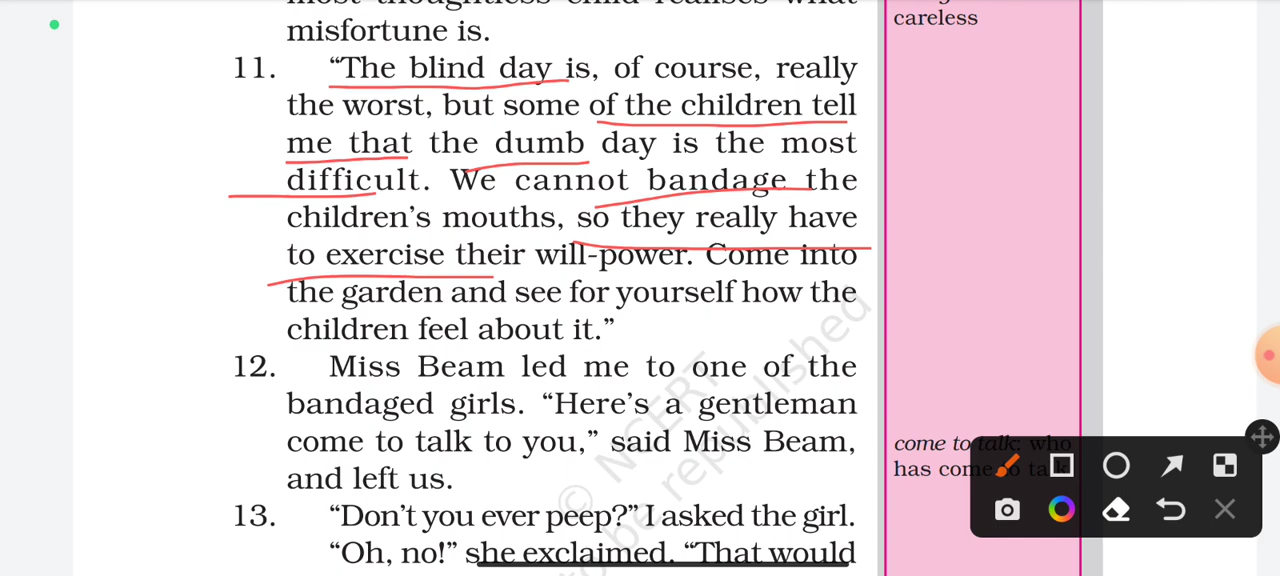 misfortune is.
careless
11. “The blind day is, of course, really
the worst, but some of the children tell
me that the dumb day is the most
difficult. We cannot bandage the
children’s mouths, so they really have
to exercise their will-power. Come into
the garden and see for yourself how the
children feel about it.”
12. Miss Beam led me to one of the
bandaged girls. “Here’s a gentleman
come to talk to you,” said Miss Beam,
and left us.
come to talk: who
has come to talk
13. “Don’t you ever peep?” I asked the girl.
“Oh, no!” she exclaimed. “That would
© NCERT
be republished